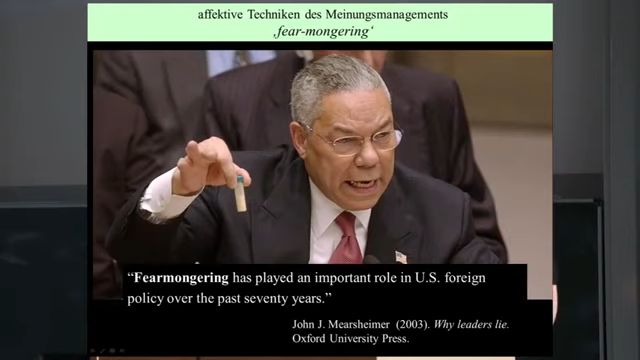 affektive Techniken des Meinungsmanagements
‚fear-mongering‘
“Fearmongering has played an important role in U.S. foreign
policy over the past seventy years.”
John J. Mearsheimer (2003). Why leaders lie.
Oxford University Press.